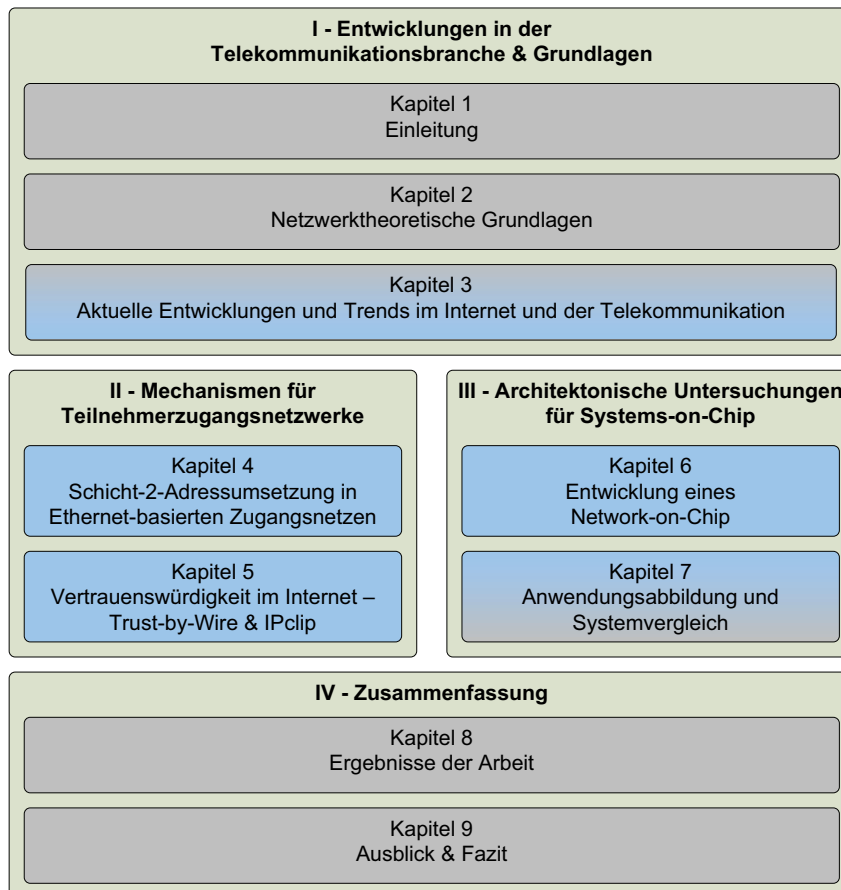 I - Entwicklungen in der
Telekommunikationsbranche & Grundlagen
Kapitel 1
Einleitung
Kapitel 2
Netzwerktheoretische Grundlagen
Kapitel 3
Aktuelle Entwicklungen und Trends im Internet und der Telekommunikation
II - Mechanismen für
Teilnehmerzugangsnetzwerke
Kapitel 4
Schicht-2-Adressumsetzung in
Ethernet-basierten Zugangsnetzen
Kapitel 5
Vertrauenswürdigkeit im Internet –
Trust-by-Wire & IPclip
III - Architektonische Untersuchungen
für Systems-on-Chip
Kapitel 6
Entwicklung eines
Network-on-Chip
Kapitel 7
Anwendungsabbildung und
Systemvergleich
IV - Zusammenfassung
Kapitel 8
Ergebnisse der Arbeit
Kapitel 9
Ausblick & Fazit